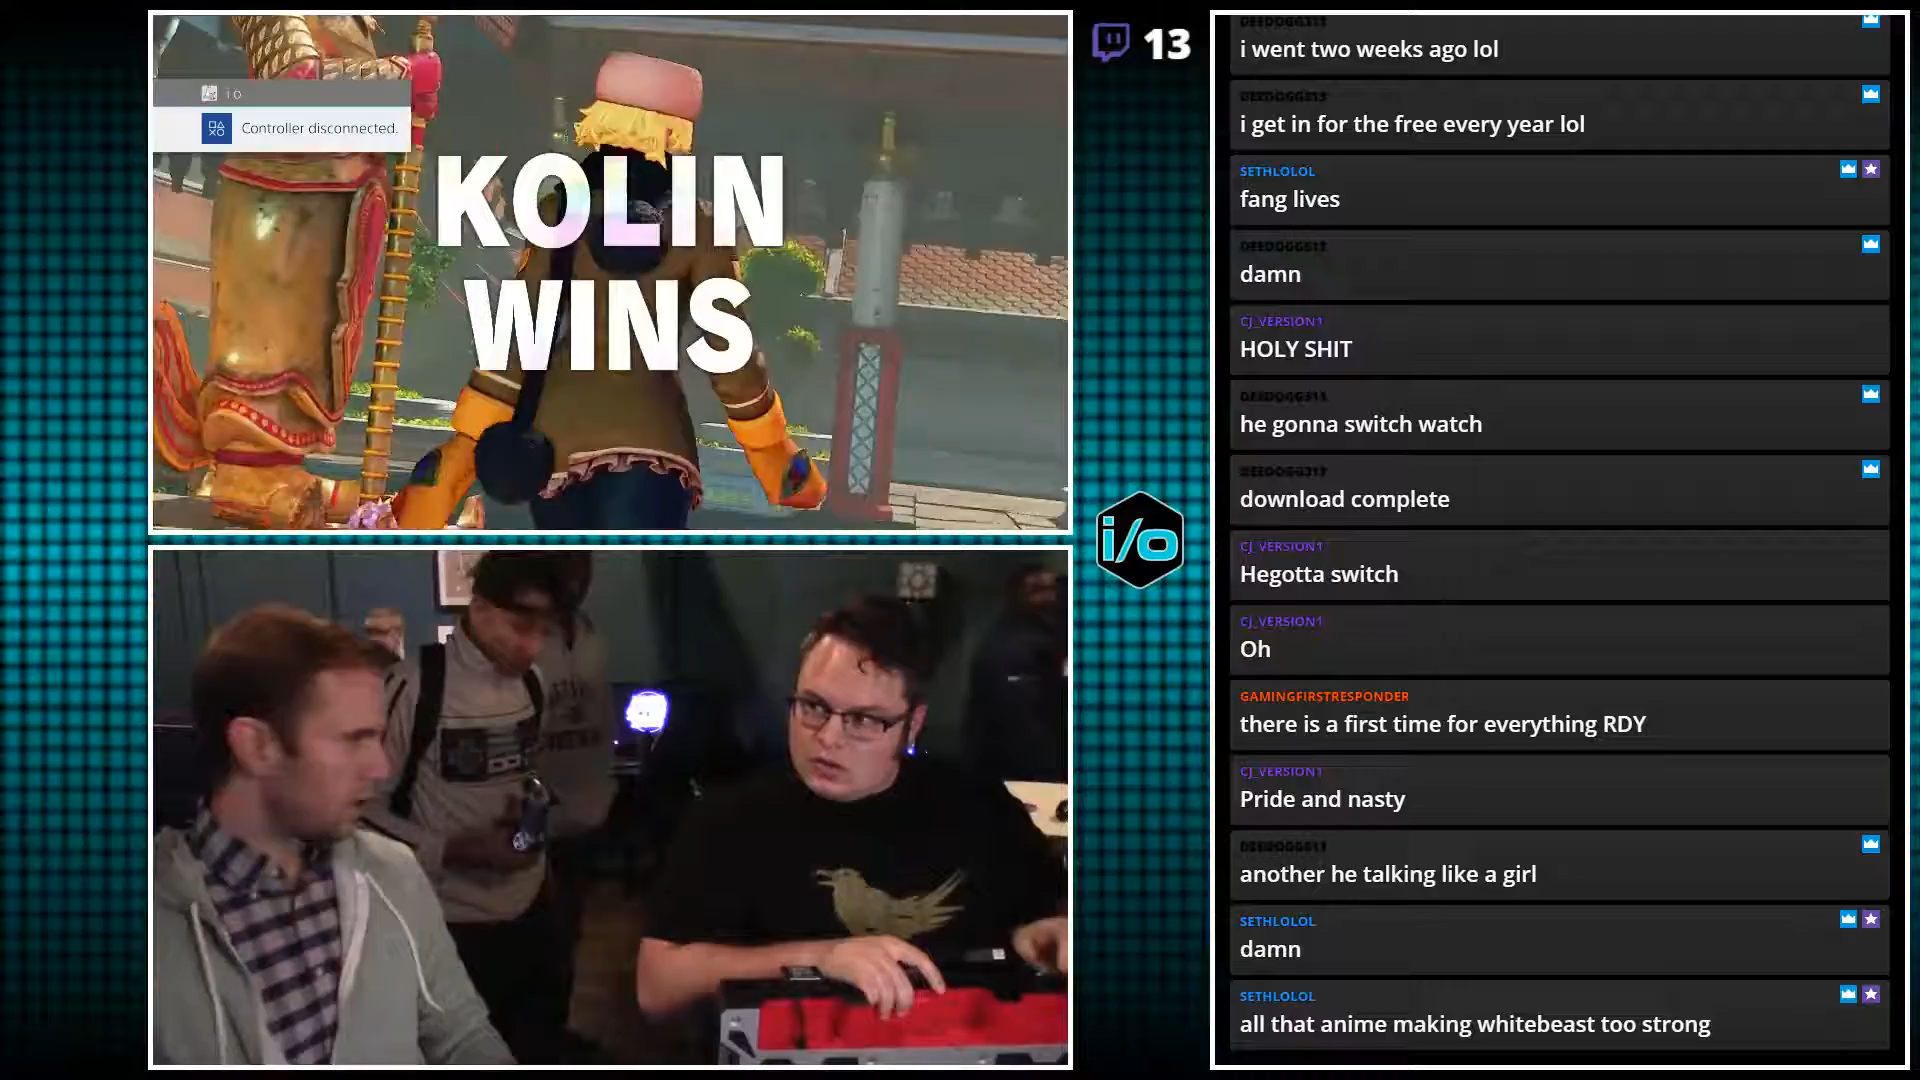 i o
Controller disconnected.
KOLIN
WINS
13
i/o
i went two weeks ago lol
i get in for the free every year lol
SETHLOLOL
fang lives
damn
CJ_VERSION1
HOLY SHIT
he gonna switch watch
download complete
CJ_VERSION1
Hegotta switch
CJ_VERSION1
Oh
GAMINGFIRSTRESPONDER
there is a first time for everything RDY
CJ_VERSION1
Pride and nasty
another he talking like a girl
SETHLOLOL
damn
SETHLOLOL
all that anime making whitebeast too strong